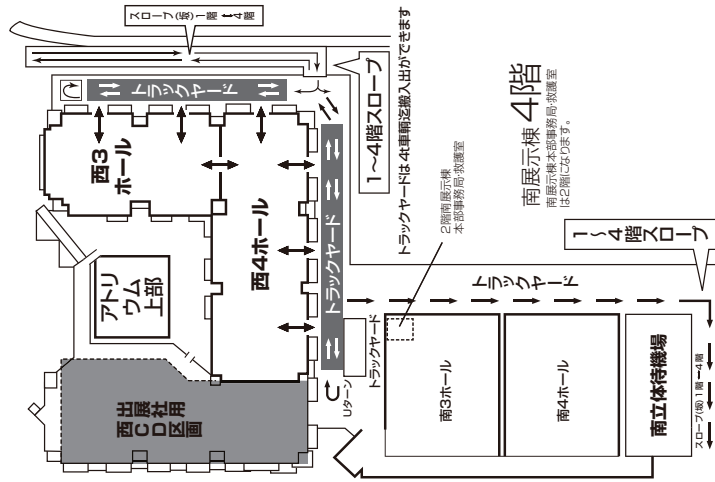 スロープ(坂)1階⇔4階
トラックヤード
西3
ホール
1〜4階スロープ
トラックヤードは4t車輌迄搬入出ができます
西4ホール
トラックヤード
アトリ
ウム
上部
出展社用
西CD区画
Uターン
トラックヤード
2階南展示棟
本部事務局・救護室
南展示棟4階
南展示棟本部事務局・救護室
は2階になります。
1〜4階スロープ
トラックヤード
南3ホール
南4ホール
南立体待機場
スロープ(坂)1階→4階